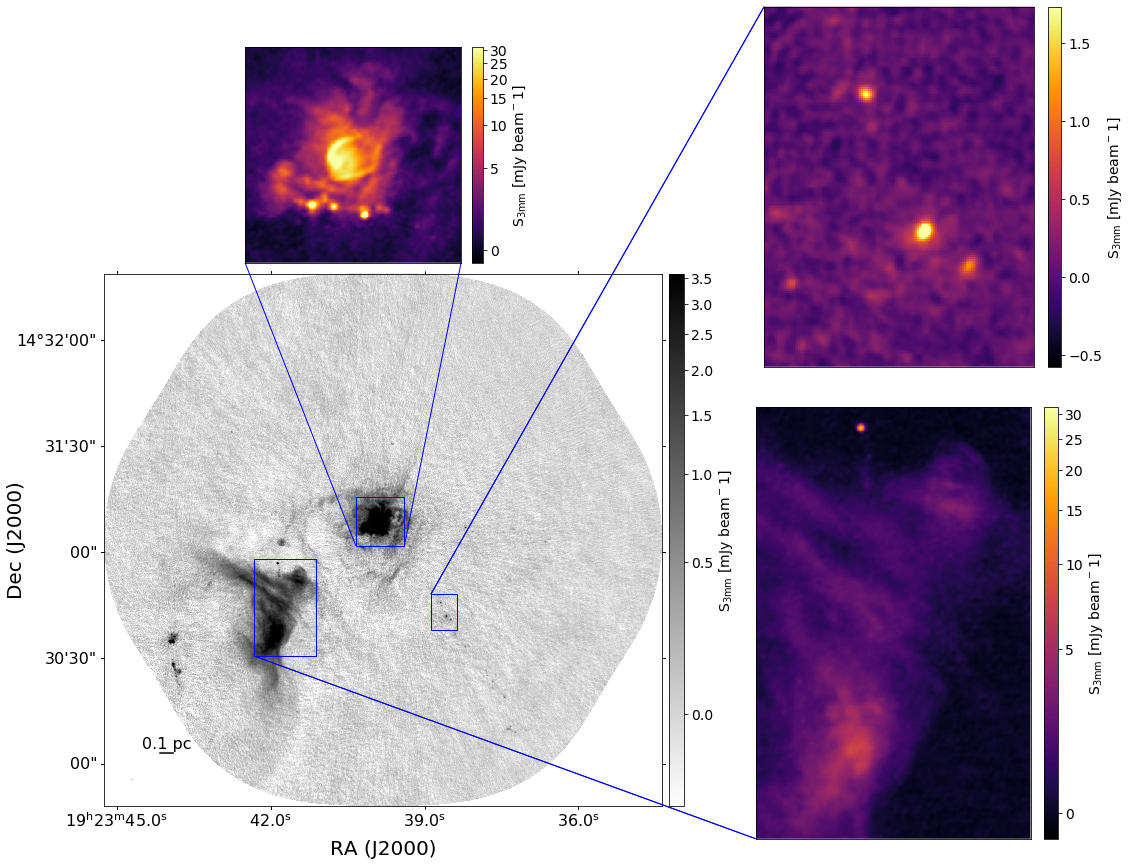 30
25
20
15
10
5
0
S3mm [mJy beam−1]
1.5
1.0
0.5
0.0
−0.5
S3mm [mJy beam−1]
14°32'00"
31'30"
00"
30'30"
00"
Dec (J2000)
0.1 pc
19h23m45.0s
42.0s
39.0s
36.0s
RA (J2000)
3.5
3.0
2.5
2.0
1.5
1.0
0.5
0.0
S3mm [mJy beam−1]
30
25
20
15
10
5
0
S3mm [mJy beam−1]